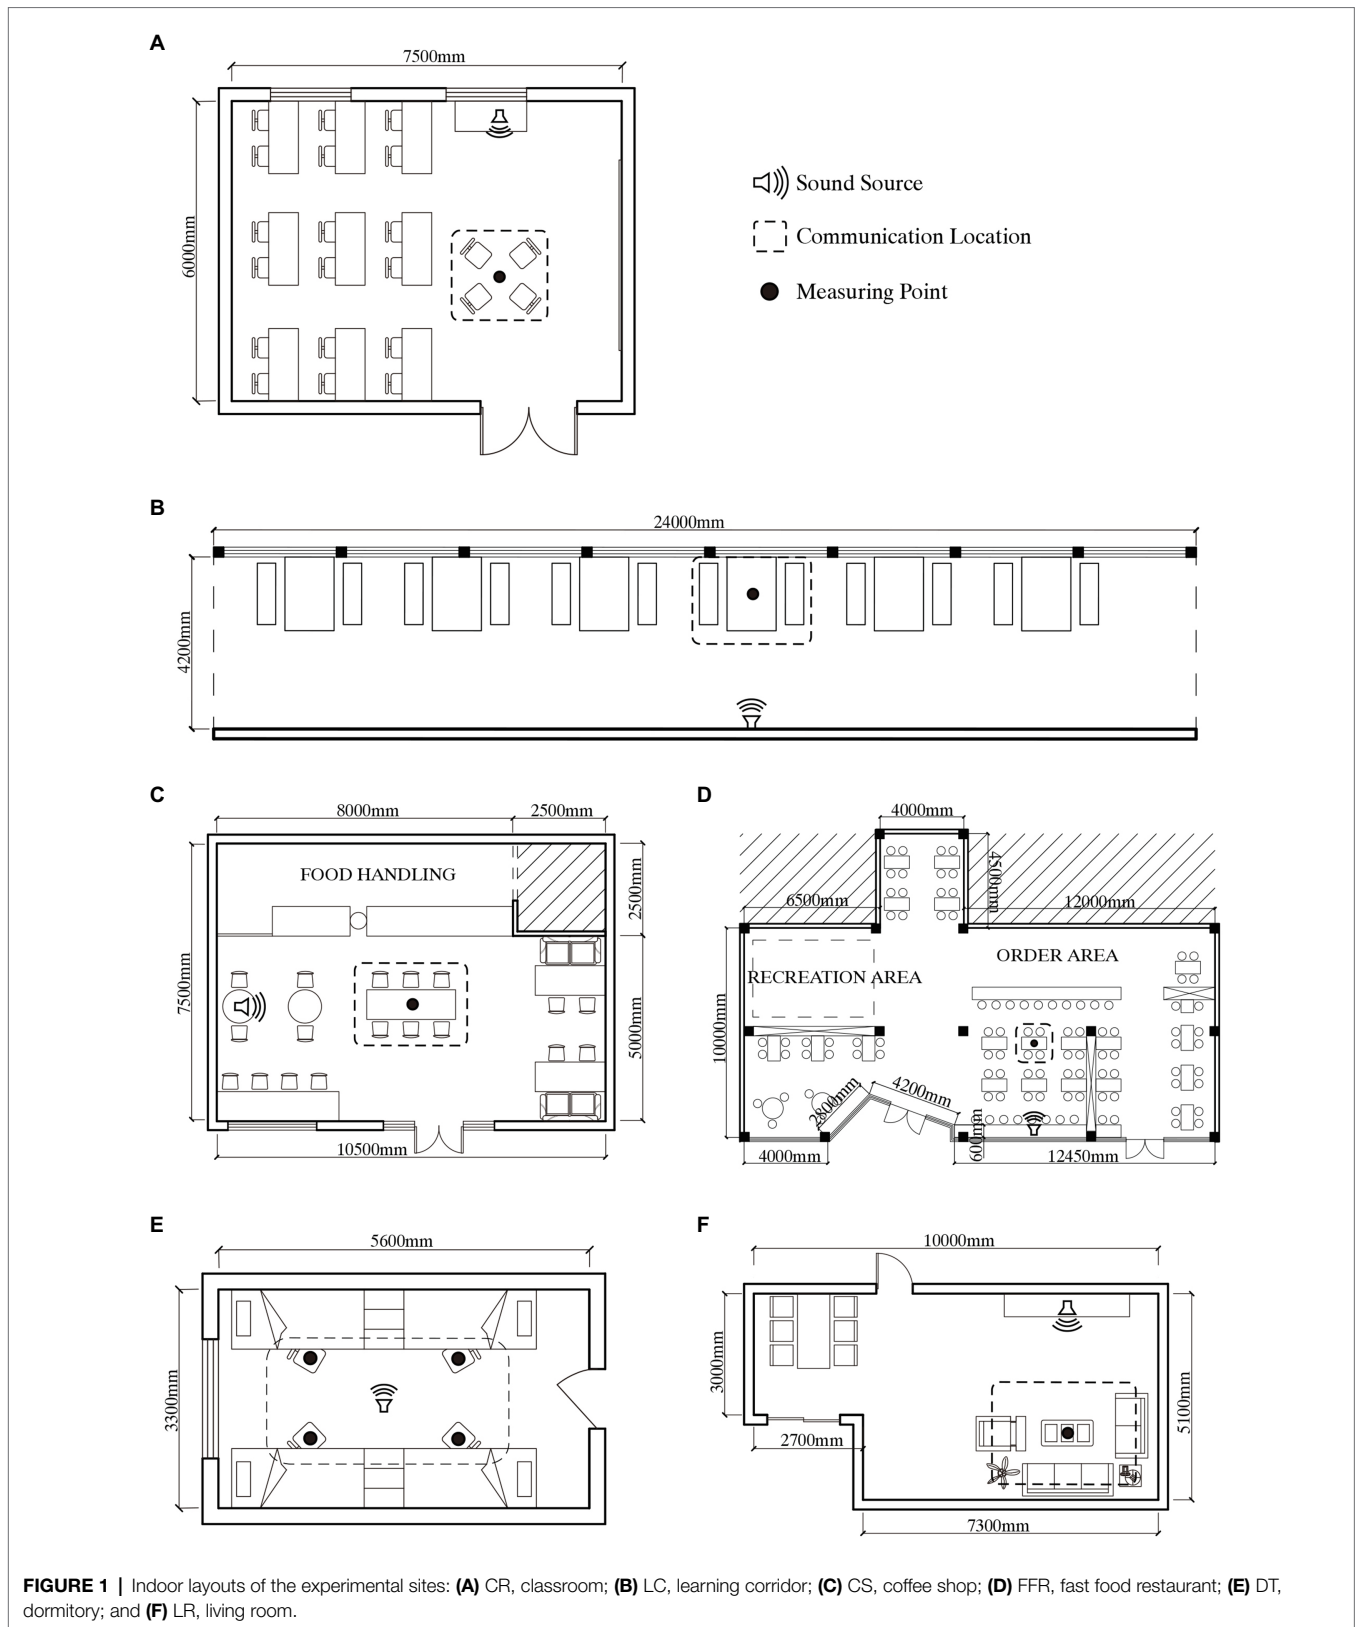 A
7500mm
6000mm
Sound Source
Communication Location
Measuring Point
B
24000mm
4200mm
C
8000mm
2500mm
FOOD HANDLING
2500mm
7500mm
5000mm
10500mm
D
4000mm
4500mm
6500mm
12000mm
ORDER AREA
RECREATION AREA
10000mm
2800mm
4200mm
600mm
4000mm
12450mm
E
5600mm
3300mm
F
10000mm
3000mm
5100mm
2700mm
7300mm
FIGURE 1 | Indoor layouts of the experimental sites: (A) CR, classroom; (B) LC, learning corridor; (C) CS, coffee shop; (D) FFR, fast food restaurant; (E) DT,
dormitory; and (F) LR, living room.